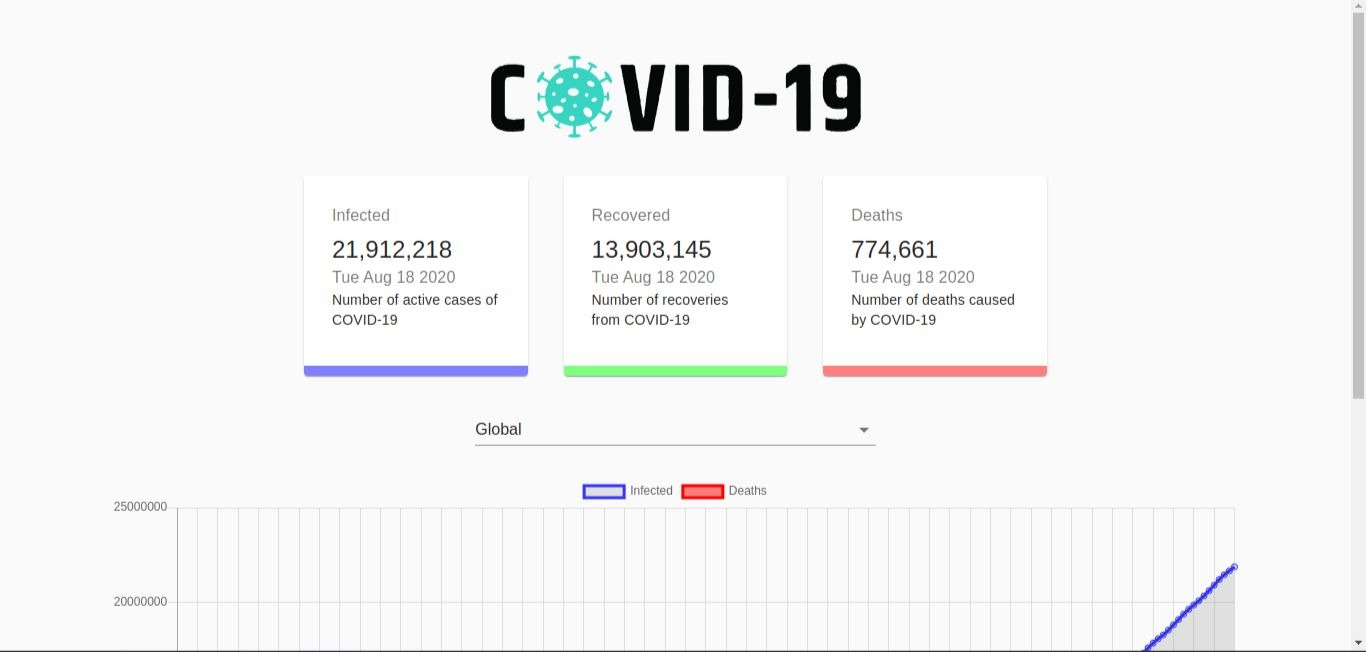 COVID-19
Infected
21,912,218
Tue Aug 18 2020
Number of active cases of
COVID-19
Recovered
13,903,145
Tue Aug 18 2020
Number of recoveries
from COVID-19
Deaths
774,661
Tue Aug 18 2020
Number of deaths caused
by COVID-19
Global
Infected Deaths
25000000
20000000